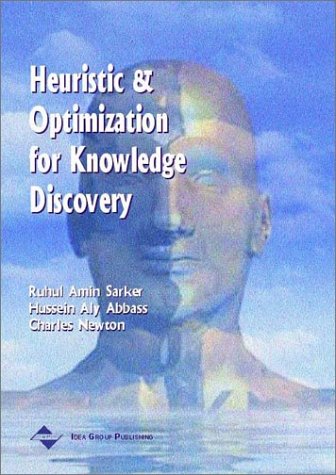 Heuristic &
Optimization
for Knowledge
Discovery
Ruhul Amin Sarker
Hussein Aly Abbass
Charles Newton
IDEA GROUP PUBLISHING